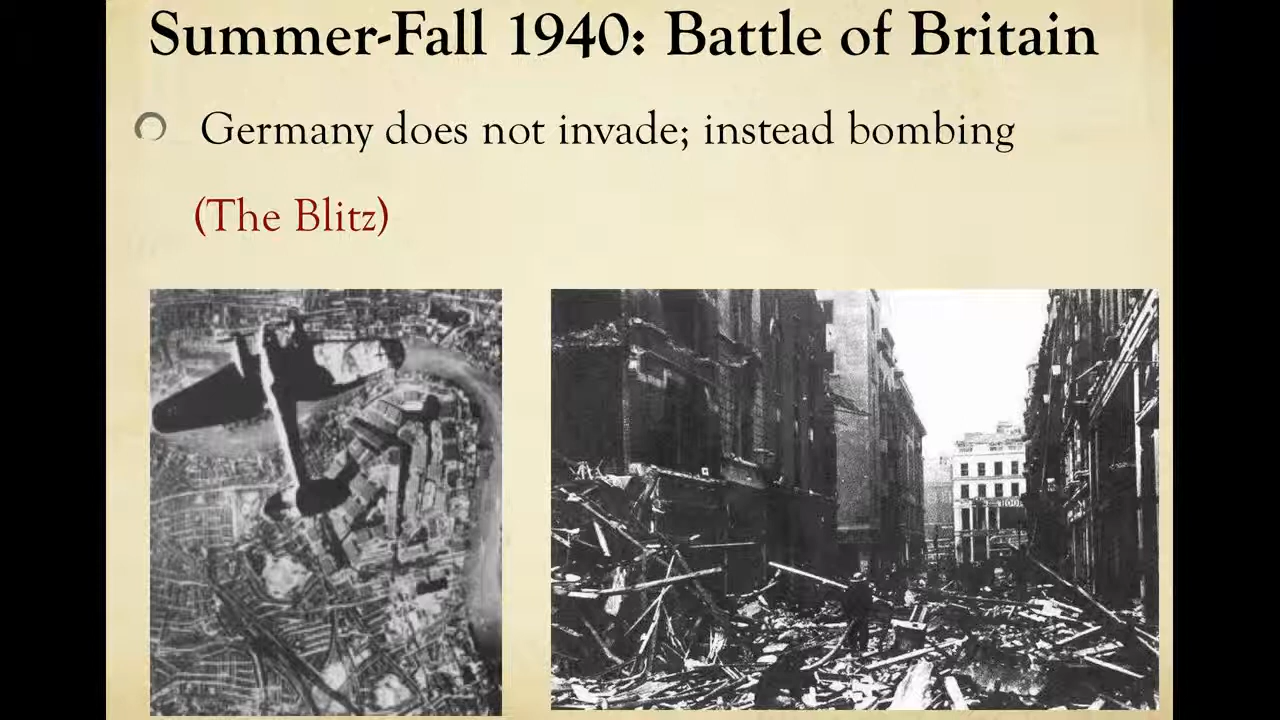 Summer-Fall 1940: Battle of Britain
Germany does not invade; instead bombing
(The Blitz)